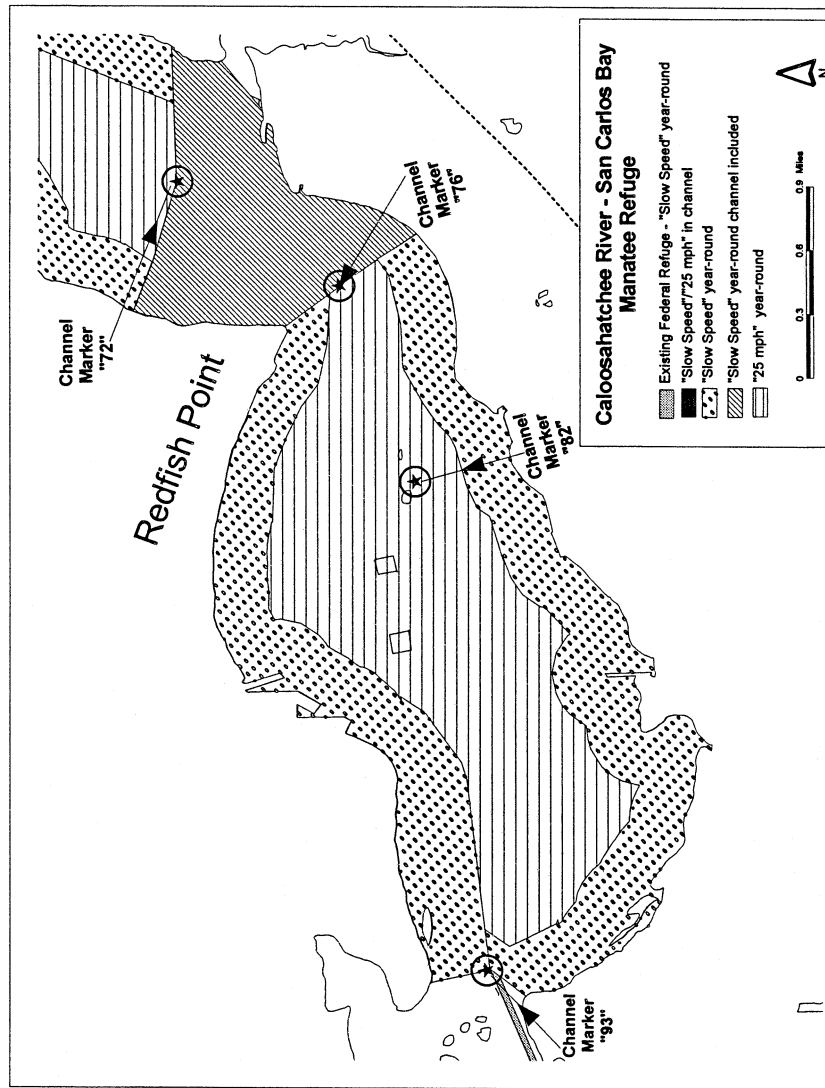 Channel
Marker
"72"
Redfish Point
Channel
Marker
"76"
Channel
Marker
"82"
Channel
Marker
"93"
Caloosahatchee River - San Carlos Bay
Manatee Refuge
Existing Federal Refuge - "Slow Speed" year-round
"Slow Speed"/"25 mph" in channel
"Slow Speed" year-round
"Slow Speed" year-round channel included
"25 mph" year-round
0 0.3 0.6 0.9 Miles
N